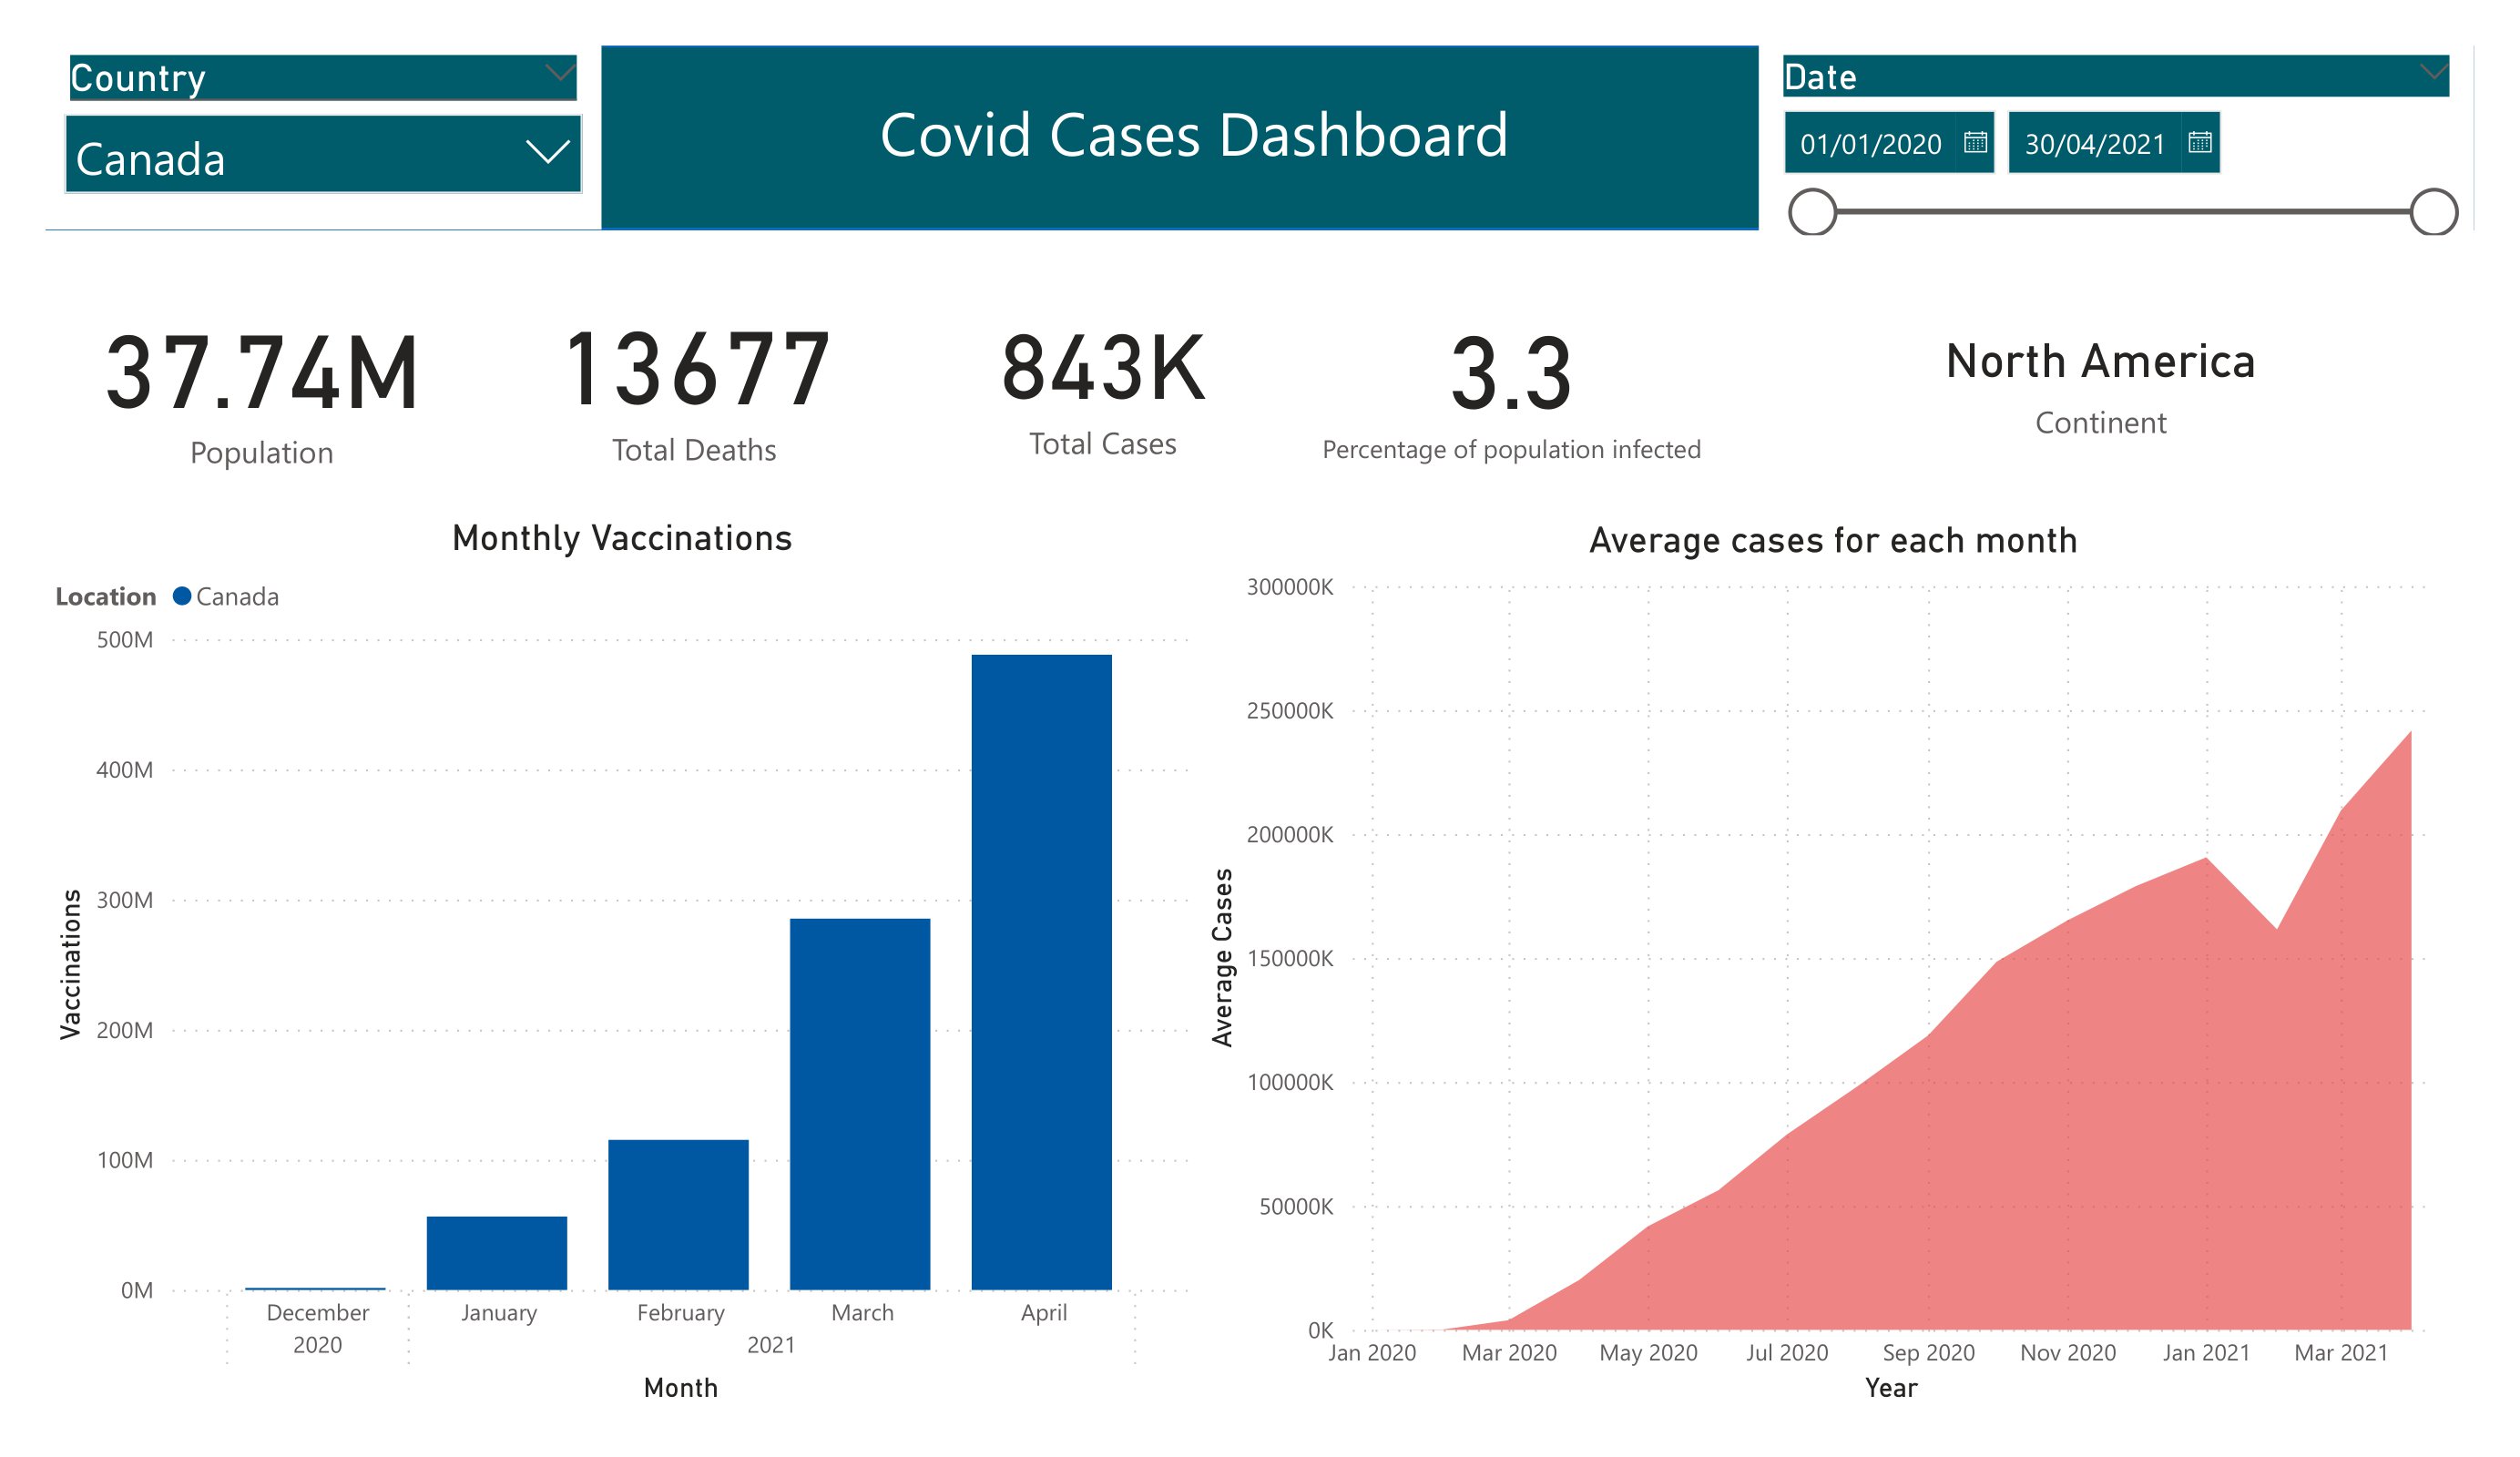 Country
Canada
Covid Cases Dashboard
Date
01/01/2020
30/04/2021
37.74M
Population
13677
Total Deaths
843K
Total Cases
3.3
Percentage of population infected
North America
Continent
Monthly Vaccinations
Location Canada
500M
400M
300M
200M
100M
0M
Vaccinations
December January February March April
2020 2021
Month
Average cases for each month
300000K
250000K
200000K
150000K
100000K
50000K
0K
Average Cases
Jan 2020 Mar 2020 May 2020 Jul 2020 Sep 2020 Nov 2020 Jan 2021 Mar 2021
Year